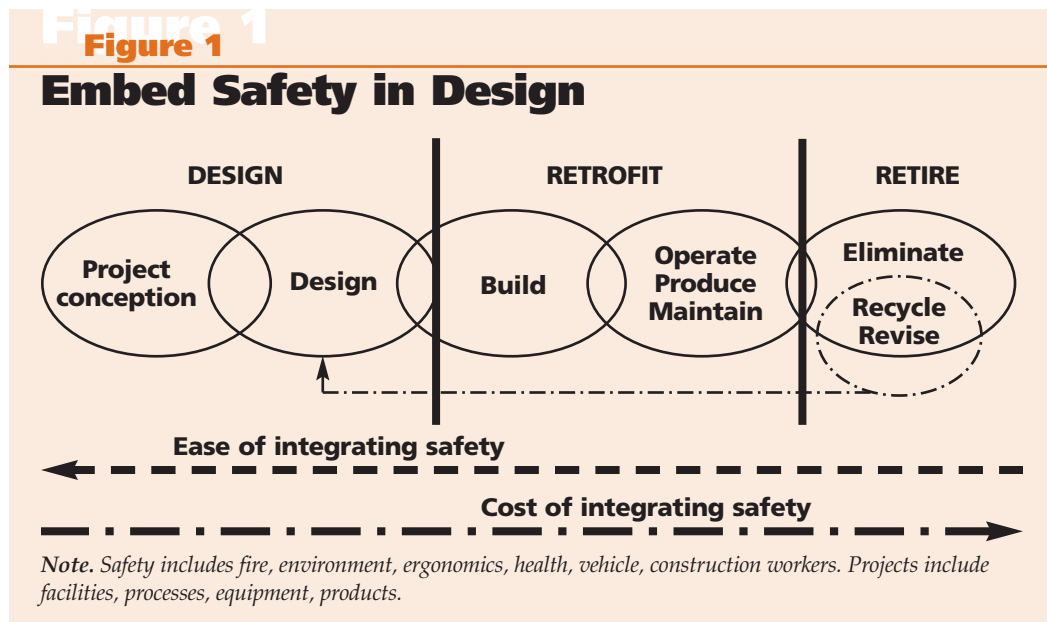 Figure 1
Figure 1
Embed Safety in Design
DESIGN
RETROFIT
RETIRE
Project
conception
Design
Build
Operate
Produce
Maintain
Eliminate
Recycle
Revise
Ease of integrating safety
Cost of integrating safety
Note. Safety includes fire, environment, ergonomics, health, vehicle, construction workers. Projects include
facilities, processes, equipment, products.